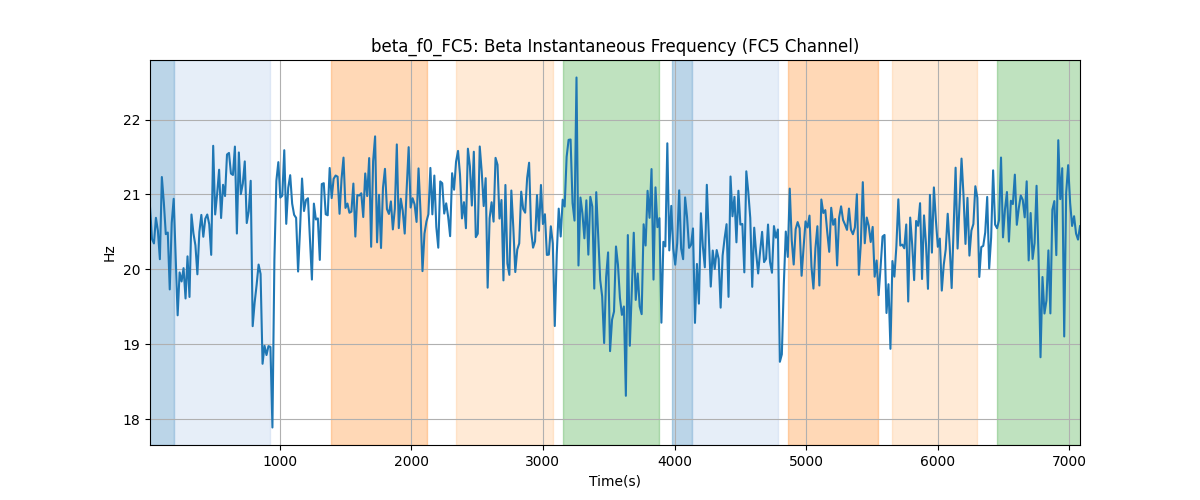 beta_f0_FC5: Beta Instantaneous Frequency (FC5 Channel)
22
21
20
19
18
Hz
1000 2000 3000 4000 5000 6000 7000
Time(s)